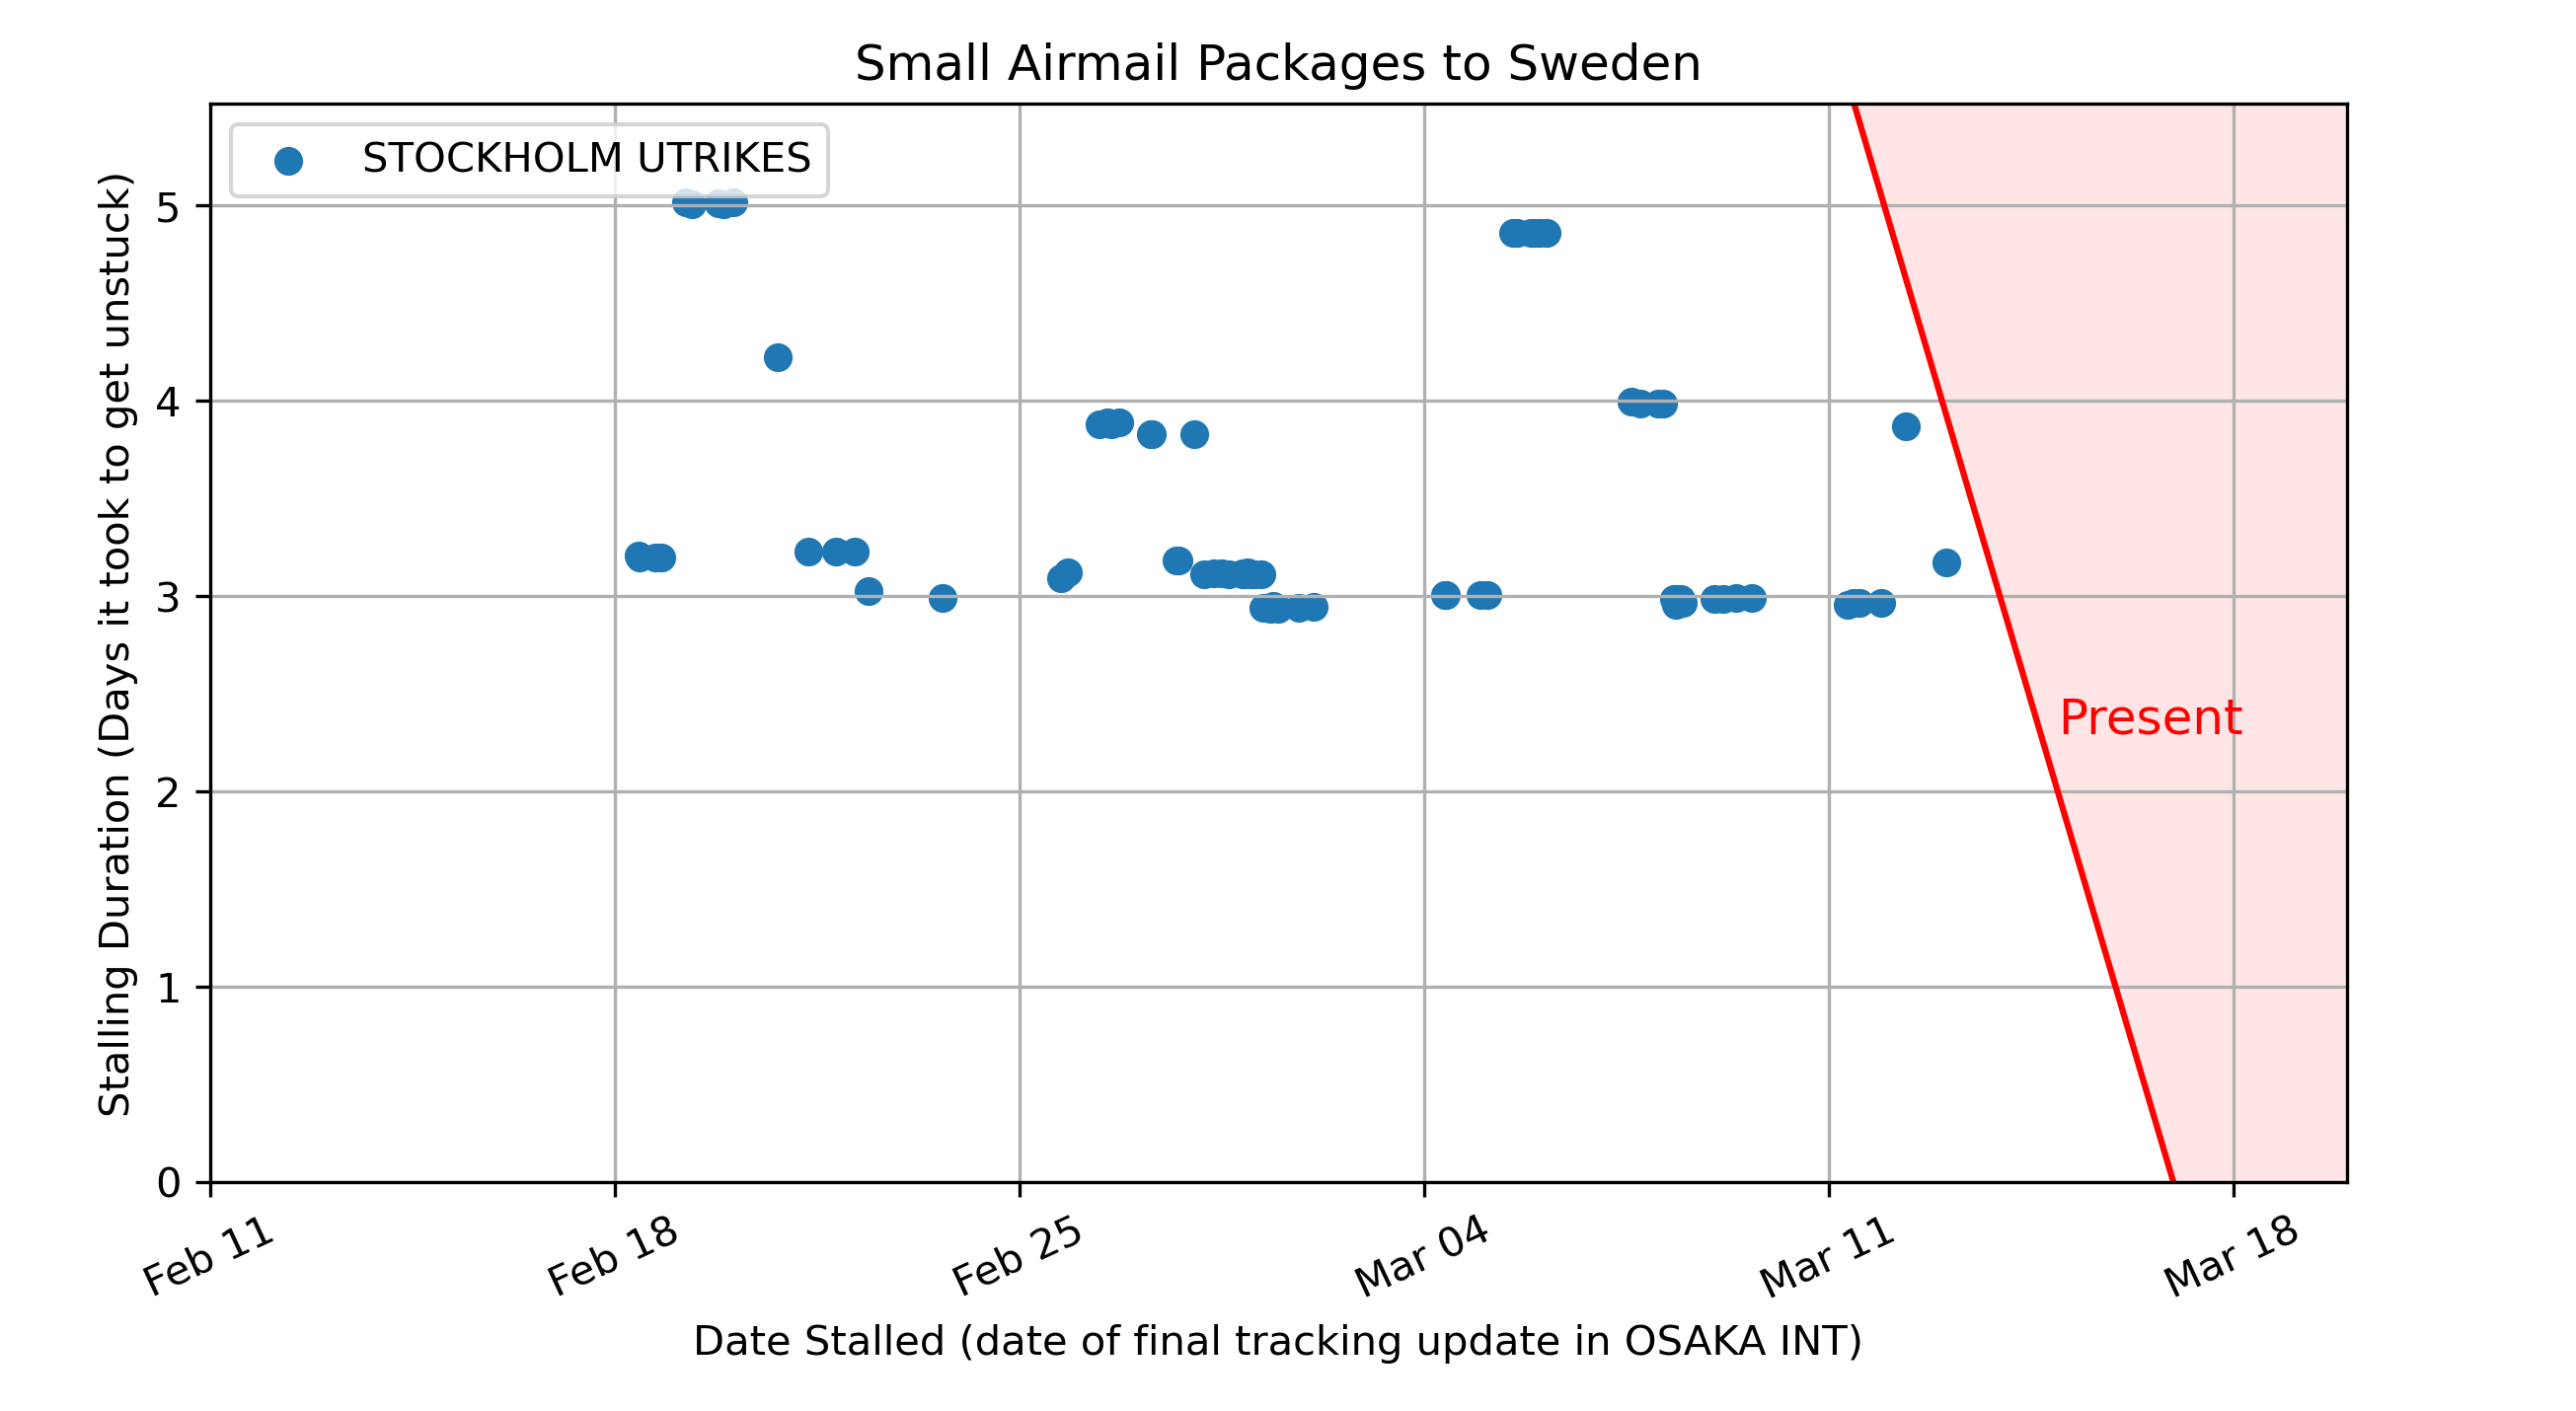 Small Airmail Packages to Sweden
STOCKHOLM UTRIKES
Stalling Duration (Days it took to get unstuck)
5
4
3
2
1
0
Present
Feb 11
Feb 18
Feb 25
Mar 04
Mar 11
Mar 18
Date Stalled (date of final tracking update in OSAKA INT)